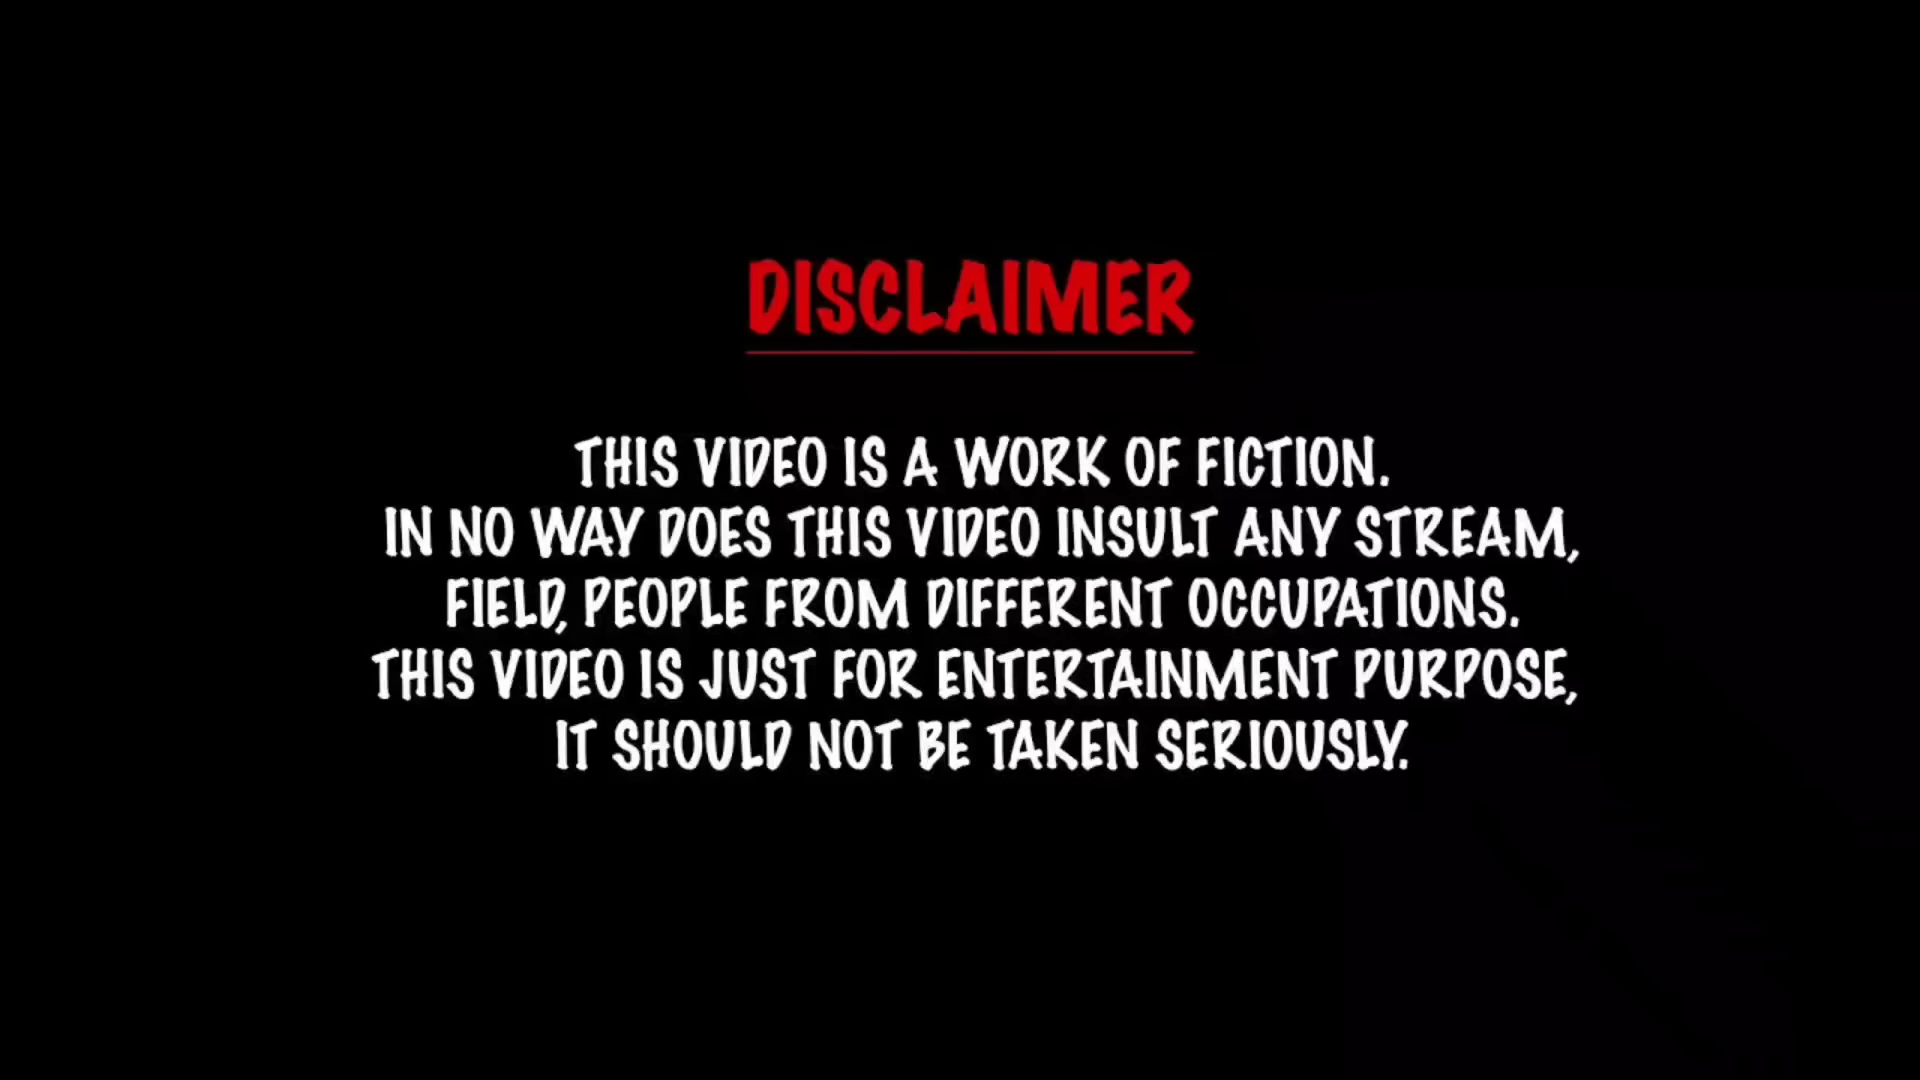 DISCLAIMER
THIS VIDEO IS A WORK OF FICTION.
IN NO WAY DOES THIS VIDEO INSULT ANY STREAM,
FIELD, PEOPLE FROM DIFFERENT OCCUPATIONS.
THIS VIDEO IS JUST FOR ENTERTAINMENT PURPOSE,
IT SHOULD NOT BE TAKEN SERIOUSLY.